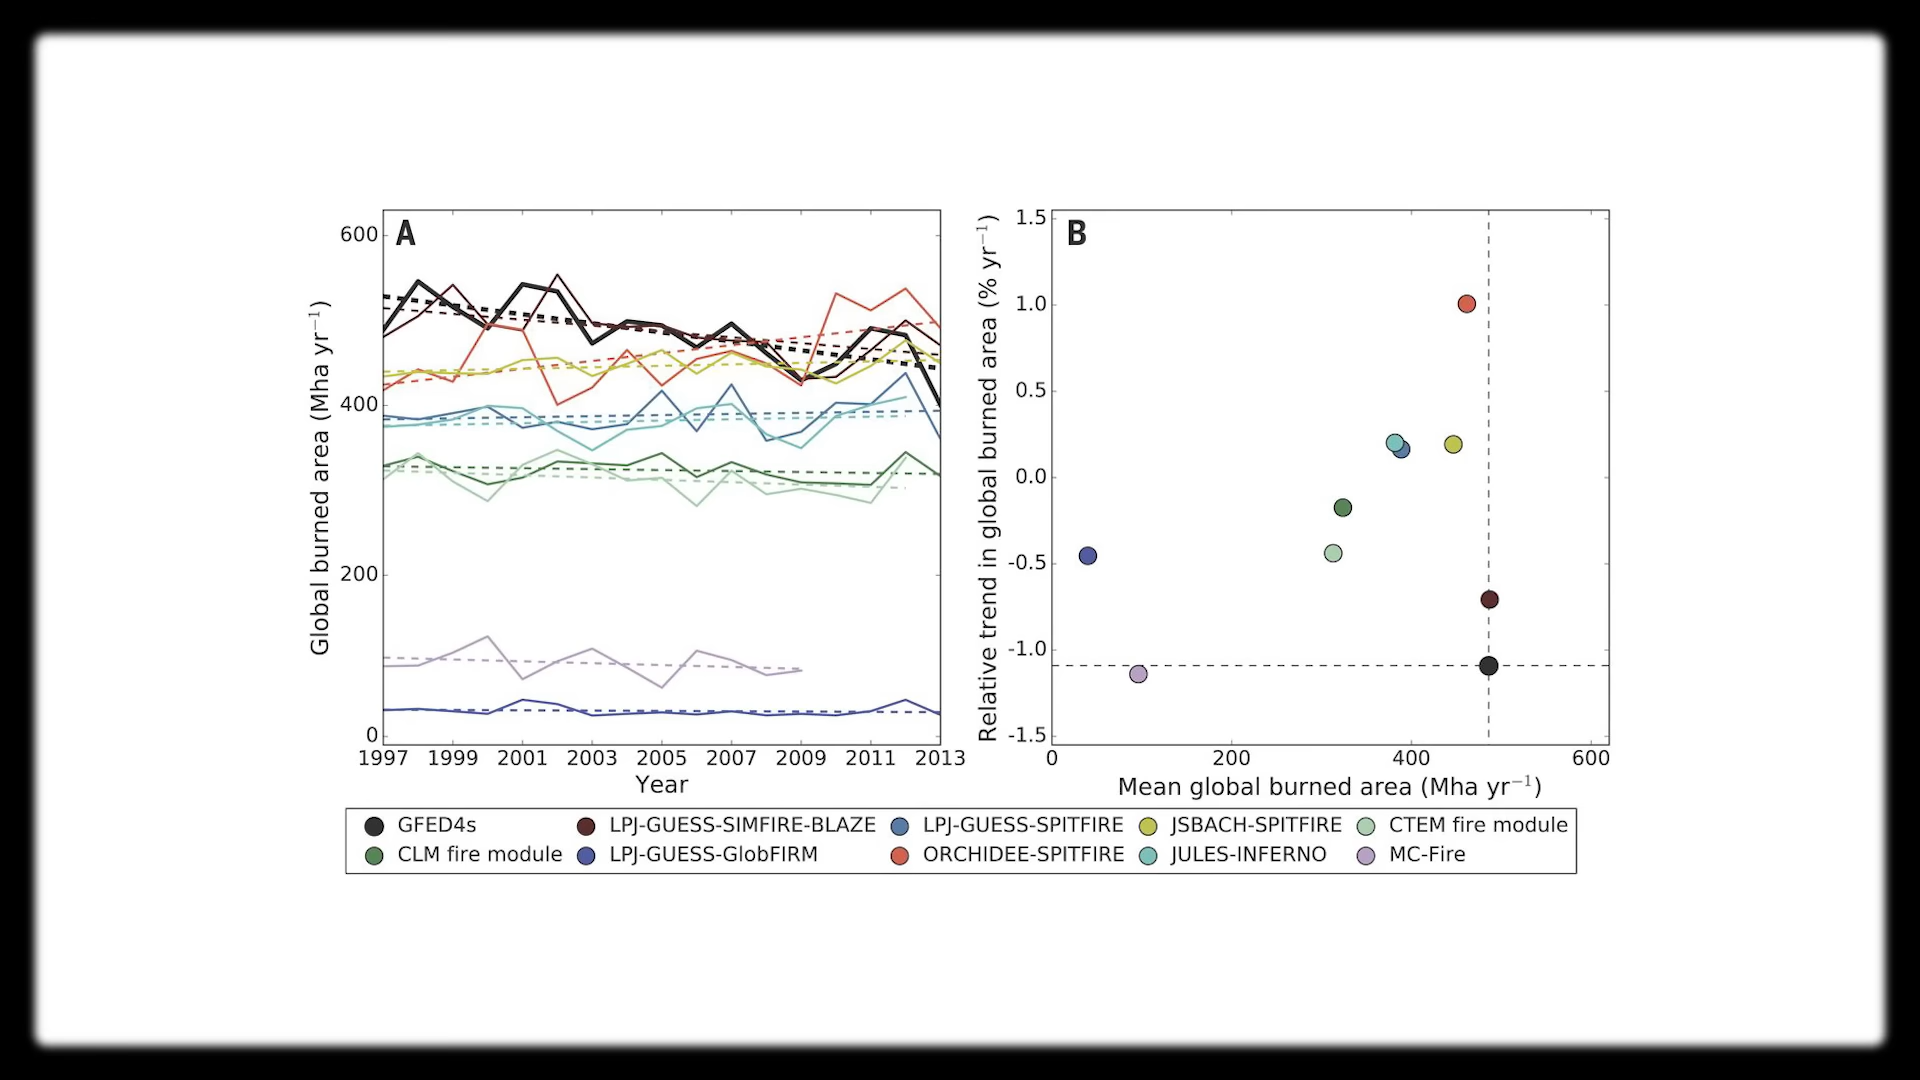 A
B
600
400
200
0
Global burned area (Mha yr⁻¹)
1997 1999 2001 2003 2005 2007 2009 2011 2013
Year
1.5
1.0
0.5
0.0
-0.5
-1.0
-1.5
Relative trend in global burned area (% yr⁻¹)
0 200 400 600
Mean global burned area (Mha yr⁻¹)
GFED4s LPJ-GUESS-SIMFIRE-BLAZE LPJ-GUESS-SPITFIRE JSBACH-SPITFIRE CTEM fire module
CLM fire module LPJ-GUESS-GlobFIRM ORCHIDEE-SPITFIRE JULES-INFERNO MC-Fire